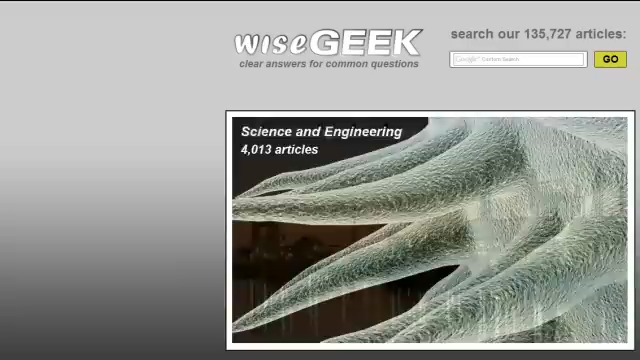 wiseGEEK
clear answers for common questions
search our 135,727 articles:
Google™ Custom Search
GO
Science and Engineering
4,013 articles